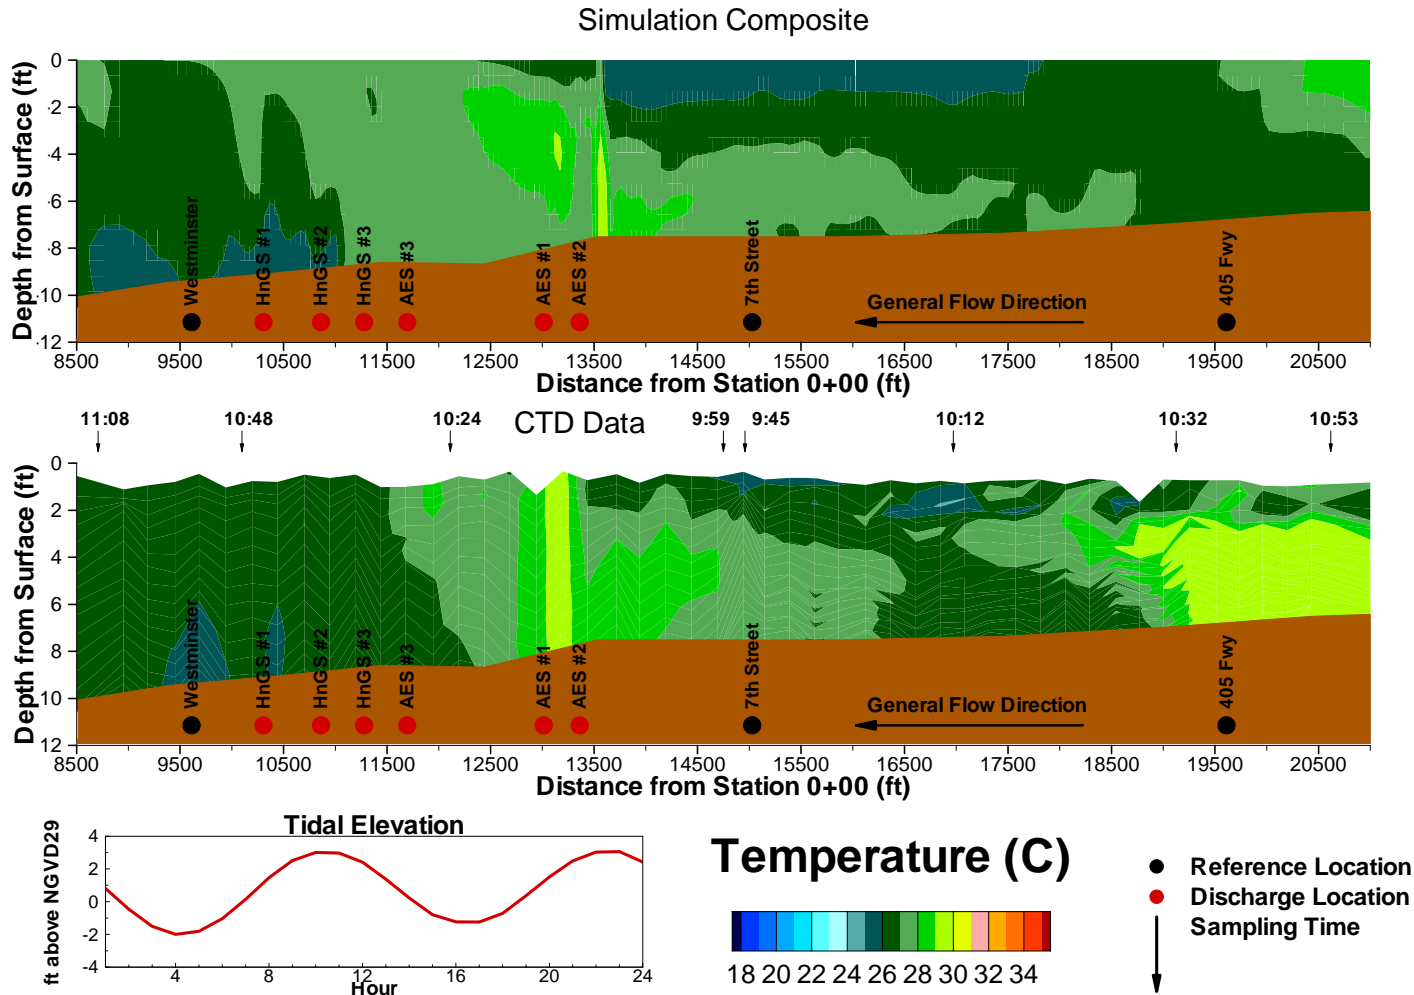 Simulation Composite
Depth from Surface (ft)
0
-2
-4
-6
-8
-10
-12
Westminster
HnGS #1
HnGS #2
HnGS #3
AES #3
AES #1
AES #2
7th Street
405 Fwy
General Flow Direction
8500 9500 10500 11500 12500 13500 14500 15500 16500 17500 18500 19500 20500
Distance from Station 0+00 (ft)
11:08 10:48 10:24 CTD Data 9:59 9:45 10:12 10:32 10:53
Depth from Surface (ft)
0
2
4
6
8
10
12
Westminster
HnGS #1
HnGS #2
HnGS #3
AES #3
AES #1
AES #2
7th Street
405 Fwy
General Flow Direction
8500 9500 10500 11500 12500 13500 14500 15500 16500 17500 18500 19500 20500
Distance from Station 0+00 (ft)
Tidal Elevation
ft above NGVD29
4
2
0
-2
-4
4 8 12 16 20 24
Hour
Temperature (C)
18 20 22 24 26 28 30 32 34
Reference Location
Discharge Location
Sampling Time